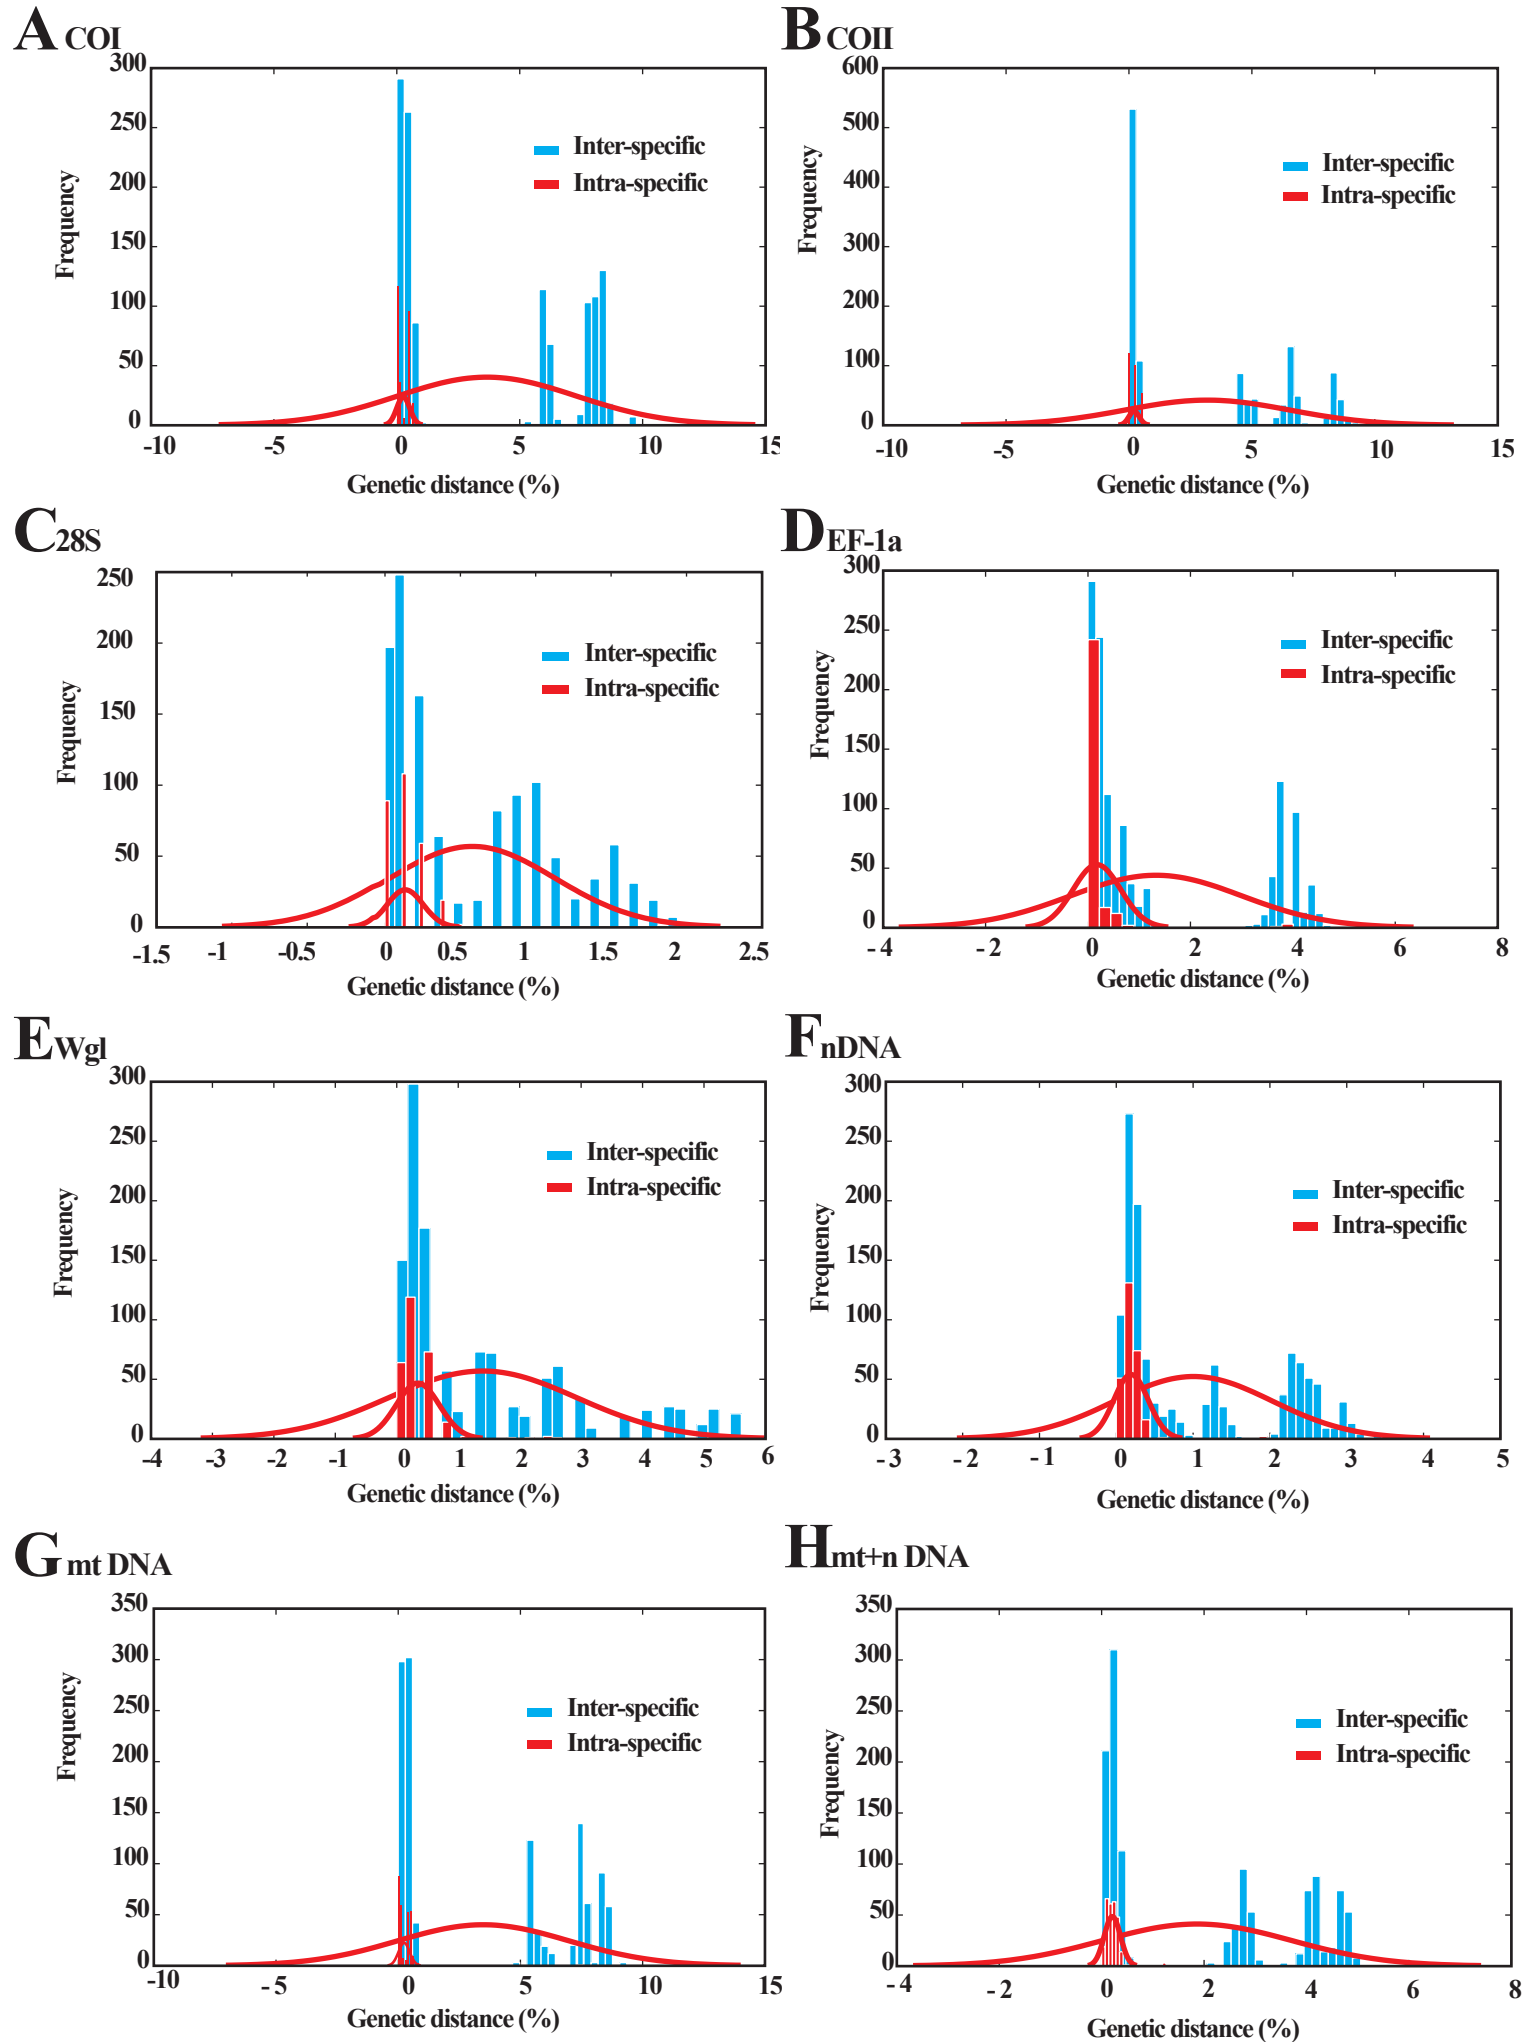 A COI
300
250
200
150
100
50
0
-10
-5
0
5
10
15
Frequency
Genetic distance (%)
Inter-specific
Intra-specific
B COII
600
500
400
300
200
100
0
-10
-5
0
5
10
15
Frequency
Genetic distance (%)
Inter-specific
Intra-specific
C 28S
250
200
150
100
50
0
-1.5
-1
-0.5
0
0.5
1
1.5
2
2.5
Frequency
Genetic distance (%)
Inter-specific
Intra-specific
D EF-1a
300
250
200
150
100
50
0
-4
-2
0
2
4
6
8
Frequency
Genetic distance (%)
Inter-specific
Intra-specific
E Wgl
300
250
200
150
100
50
0
-4
-3
-2
-1
0
1
2
3
4
5
6
Frequency
Genetic distance (%)
Inter-specific
Intra-specific
F nDNA
300
250
200
150
100
50
0
-3
-2
-1
0
1
2
3
4
5
Frequency
Genetic distance (%)
Inter-specific
Intra-specific
G mt DNA
350
300
250
200
150
100
50
0
-10
-5
0
5
10
15
Frequency
Genetic distance (%)
Inter-specific
Intra-specific
H mt+n DNA
350
300
250
200
150
100
50
0
-4
-2
0
2
4
6
8
Frequency
Genetic distance (%)
Inter-specific
Intra-specific